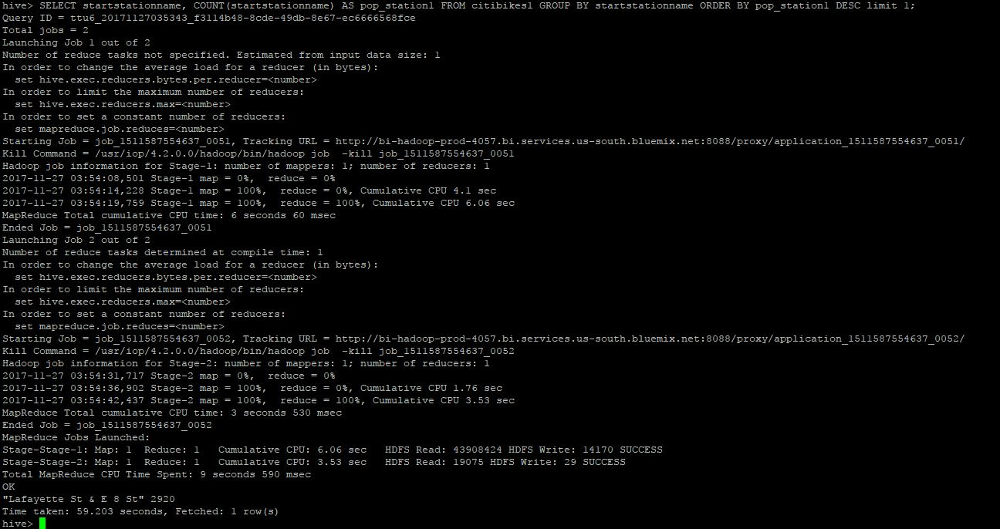 hive> SELECT startstationname, COUNT(startstationname) AS pop_station1 FROM citibikes1 GROUP BY startstationname ORDER BY pop_station1 DESC limit 1;
Query ID = ttu6_20171127035343_f3114b48-8cde-49db-8e67-ec6666568fce
Total jobs = 2
Launching Job 1 out of 2
Number of reduce tasks not specified. Estimated from input data size: 1
In order to change the average load for a reducer (in bytes):
  set hive.exec.reducers.bytes.per.reducer=<number>
In order to limit the maximum number of reducers:
  set hive.exec.reducers.max=<number>
In order to set a constant number of reducers:
  set mapreduce.job.reduces=<number>
Starting Job = job_1511587554637_0051, Tracking URL = http://bi-hadoop-prod-4057.bi.services.us-south.bluemix.net:8088/proxy/application_1511587554637_0051/
Kill Command = /usr/iop/4.2.0.0/hadoop/bin/hadoop job  -kill job_1511587554637_0051
Hadoop job information for Stage-1: number of mappers: 1; number of reducers: 1
2017-11-27 03:54:08,501 Stage-1 map = 0%,  reduce = 0%
2017-11-27 03:54:14,228 Stage-1 map = 100%,  reduce = 0%, Cumulative CPU 4.1 sec
2017-11-27 03:54:19,759 Stage-1 map = 100%,  reduce = 100%, Cumulative CPU 6.06 sec
MapReduce Total cumulative CPU time: 6 seconds 60 msec
Ended Job = job_1511587554637_0051
Launching Job 2 out of 2
Number of reduce tasks determined at compile time: 1
In order to change the average load for a reducer (in bytes):
  set hive.exec.reducers.bytes.per.reducer=<number>
In order to limit the maximum number of reducers:
  set hive.exec.reducers.max=<number>
In order to set a constant number of reducers:
  set mapreduce.job.reduces=<number>
Starting Job = job_1511587554637_0052, Tracking URL = http://bi-hadoop-prod-4057.bi.services.us-south.bluemix.net:8088/proxy/application_1511587554637_0052/
Kill Command = /usr/iop/4.2.0.0/hadoop/bin/hadoop job  -kill job_1511587554637_0052
Hadoop job information for Stage-2: number of mappers: 1; number of reducers: 1
2017-11-27 03:54:31,717 Stage-2 map = 0%,  reduce = 0%
2017-11-27 03:54:36,902 Stage-2 map = 100%,  reduce = 0%, Cumulative CPU 1.76 sec
2017-11-27 03:54:42,437 Stage-2 map = 100%,  reduce = 100%, Cumulative CPU 3.53 sec
MapReduce Total cumulative CPU time: 3 seconds 530 msec
Ended Job = job_1511587554637_0052
MapReduce Jobs Launched:
Stage-Stage-1: Map: 1  Reduce: 1   Cumulative CPU: 6.06 sec   HDFS Read: 43908424 HDFS Write: 14170 SUCCESS
Stage-Stage-2: Map: 1  Reduce: 1   Cumulative CPU: 3.53 sec   HDFS Read: 19075 HDFS Write: 29 SUCCESS
Total MapReduce CPU Time Spent: 9 seconds 590 msec
OK
"Lafayette St & E 8 St" 2920
Time taken: 59.203 seconds, Fetched: 1 row(s)
hive>